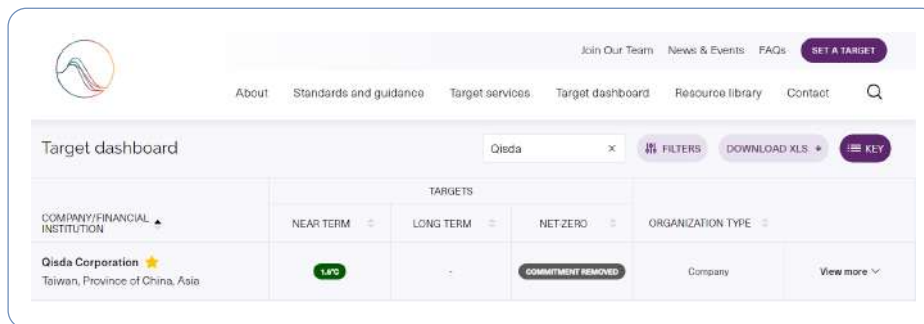 Join Our Team News & Events FAQs SET A TARGET
About Standards and guidance Target services Target dashboard Resource library Contact
Target dashboard Qisda × FILTERS DOWNLOAD XLS KEY
TARGETS
COMPANY/FINANCIAL INSTITUTION NEAR TERM LONG TERM NET-ZERO ORGANIZATION TYPE
Qisda Corporation 1.5°C - COMMITMENT REMOVED Company View more
Taiwan, Province of China, Asia